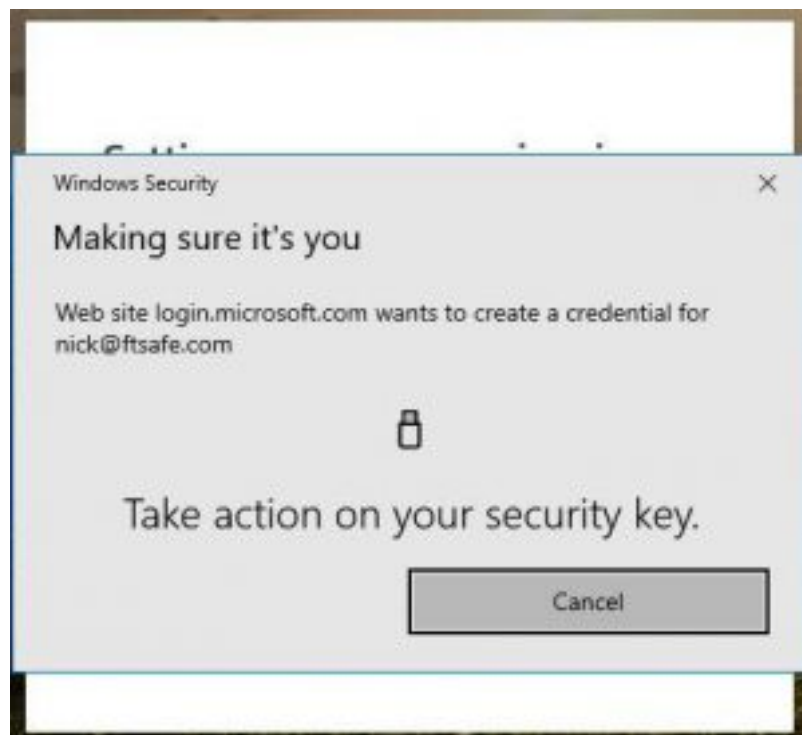 Windows Security
Making sure it's you
Web site login.microsoft.com wants to create a credential for
nick@ftsafe.com
Take action on your security key.
Cancel